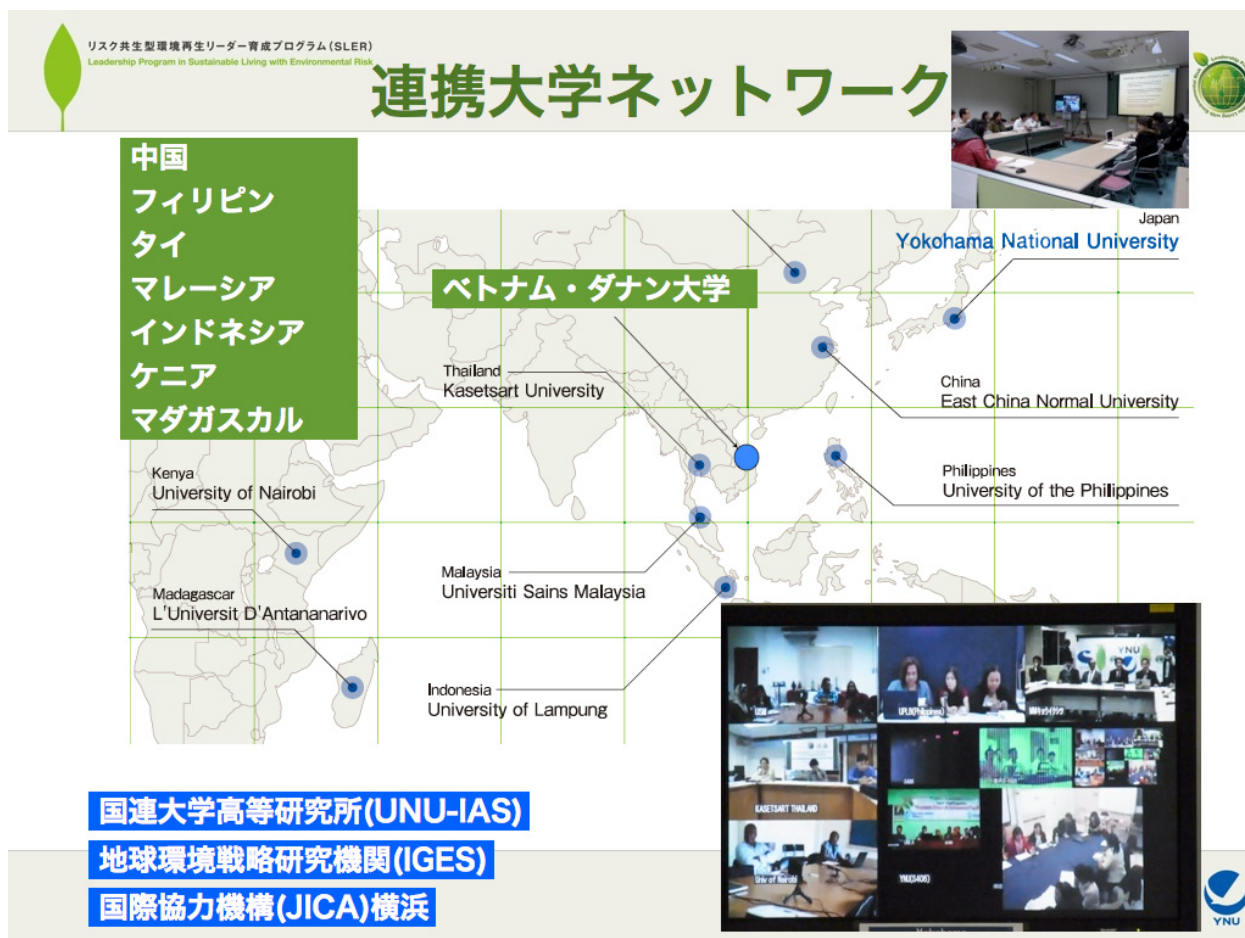 リスク共生型環境再生リーダー育成プログラム(SLER)
Leadership Program in Sustainable Living with Environmental Risk
連携大学ネットワーク
中国
フィリピン
タイ
マレーシア
インドネシア
ケニア
マダガスカル
ベトナム・ダナン大学
Japan
Yokohama National University
Thailand
Kasetsart University
China
East China Normal University
Kenya
University of Nairobi
Philippines
University of the Philippines
Malaysia
Universiti Sains Malaysia
Madagascar
L'Universit D'Antananarivo
Indonesia
University of Lampung
USM
UPLB(Philippines)
YNU
KASETSART THAILAND
Univ of Nairobi
YNU(S406)
国連大学高等研究所(UNU-IAS)
地球環境戦略研究機関(IGES)
国際協力機構(JICA)横浜
YNU